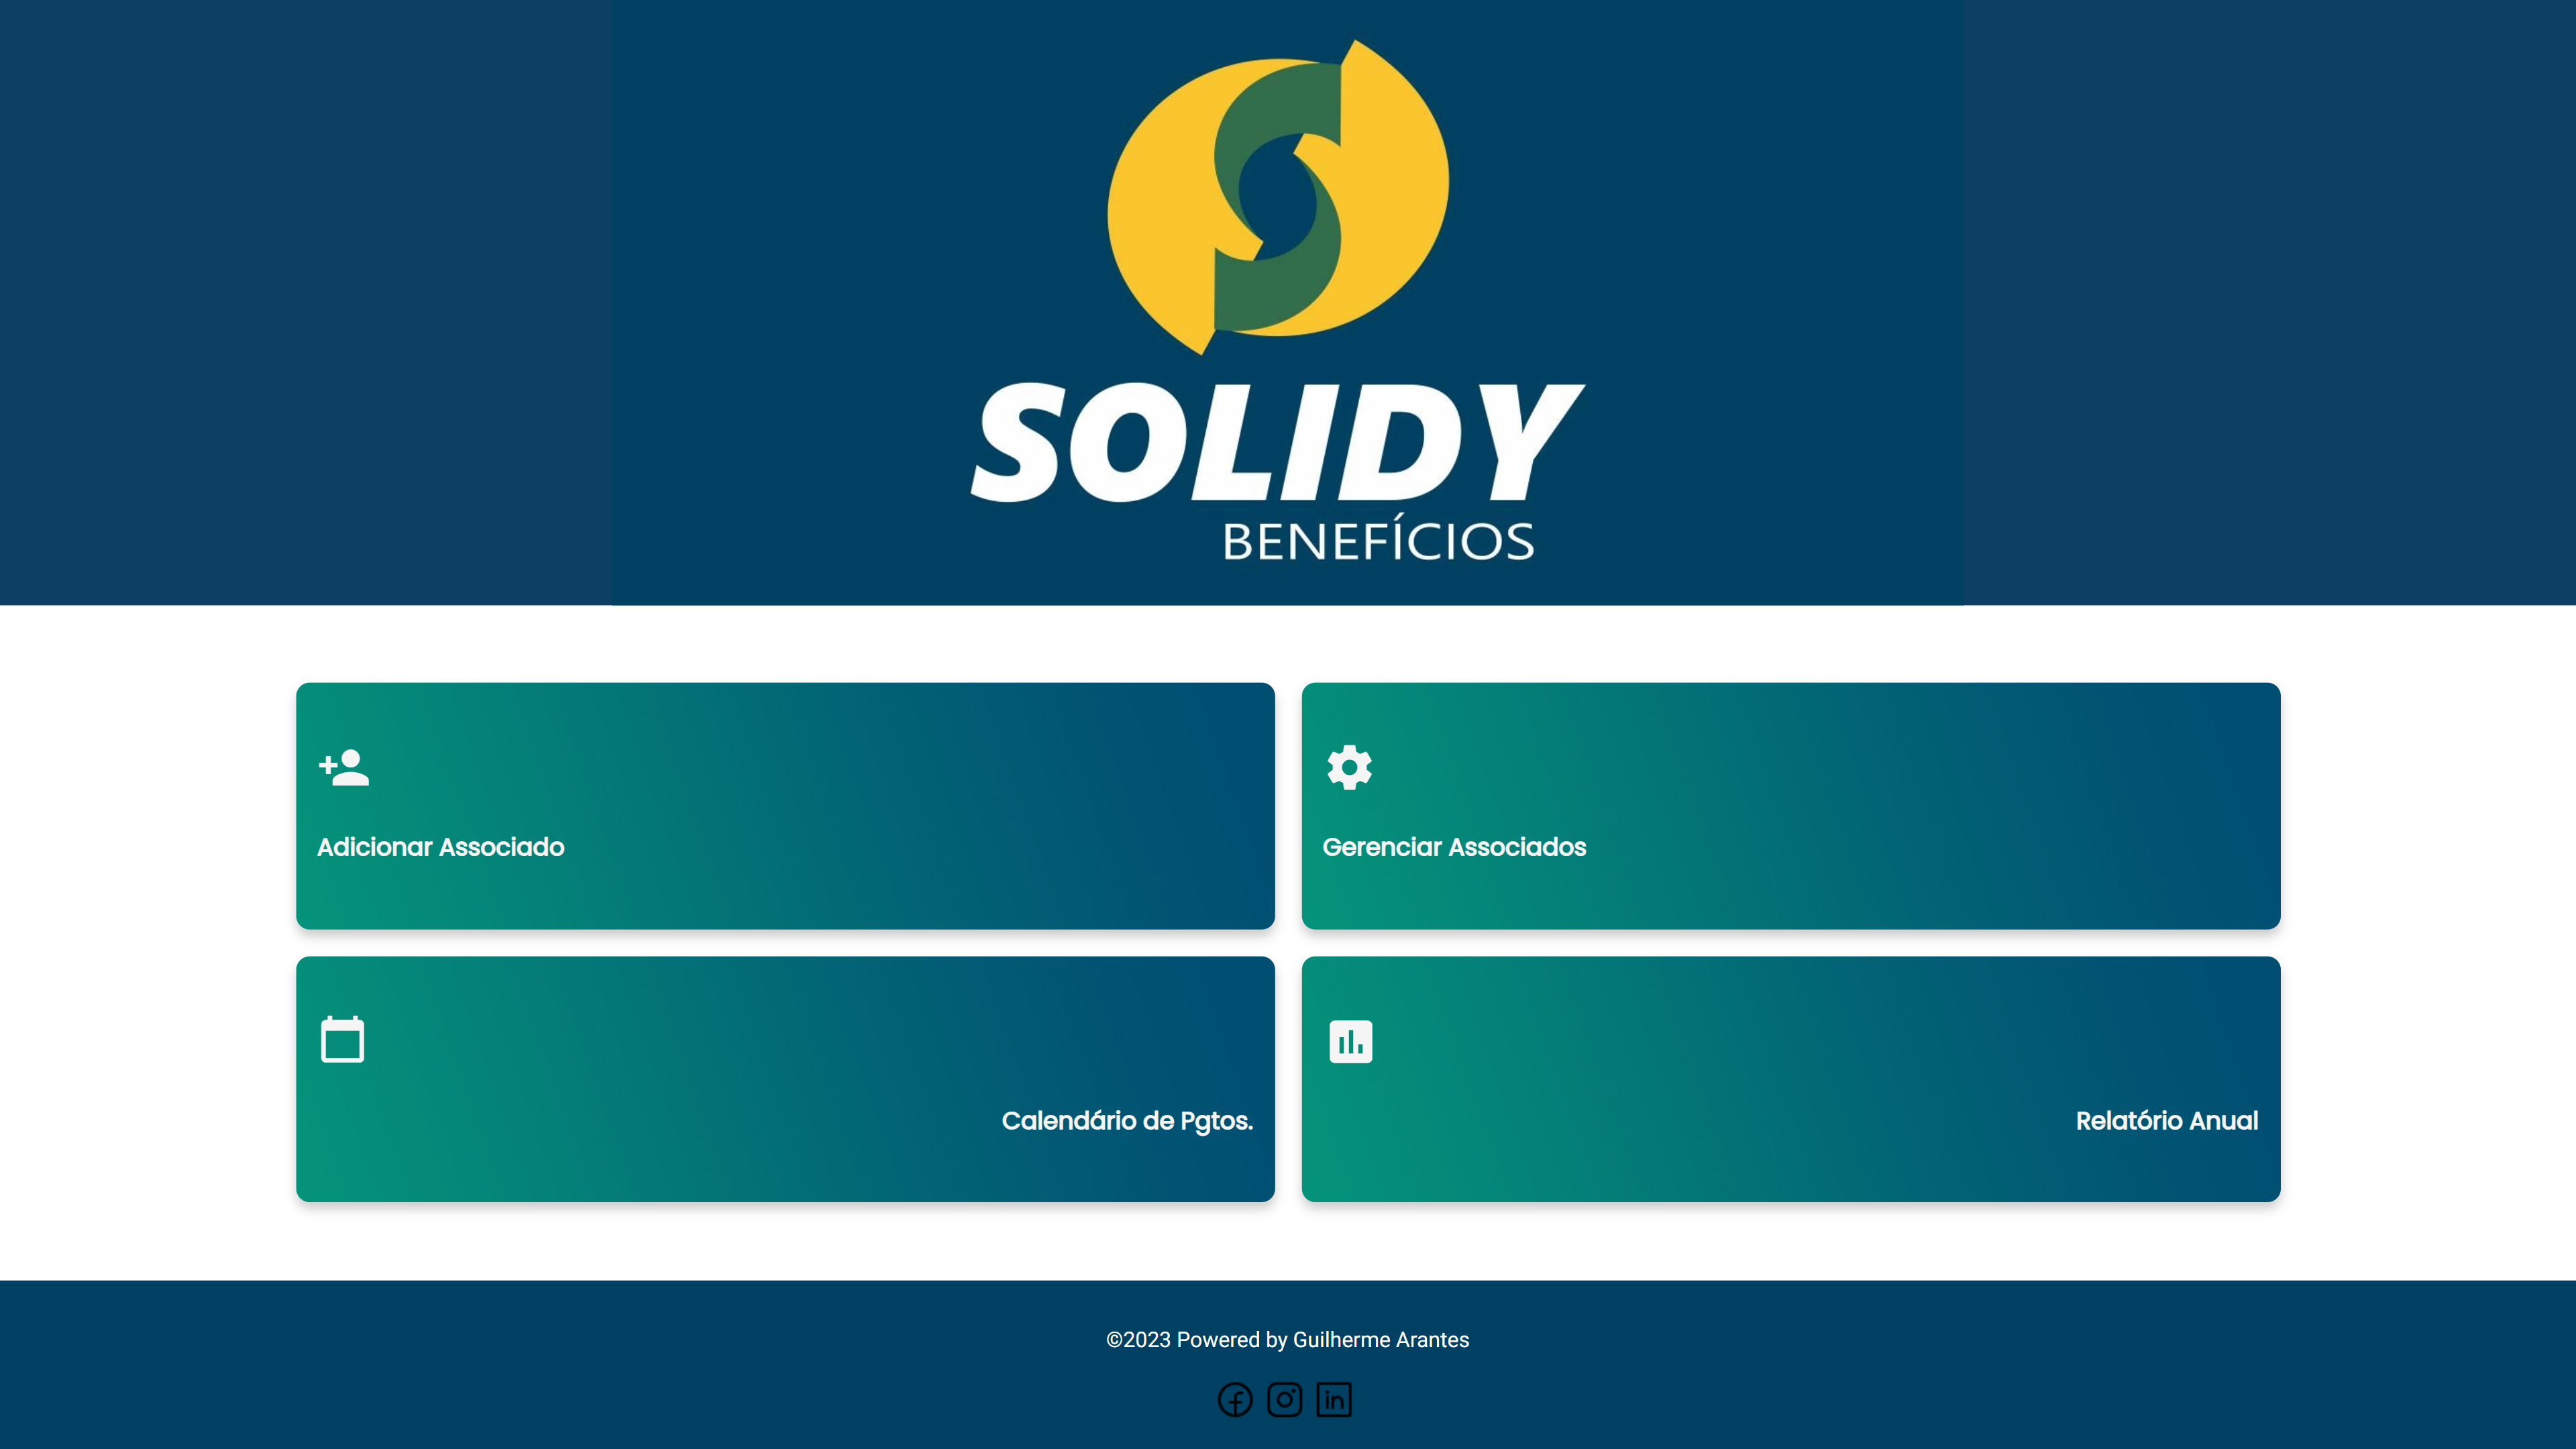 SOLIDY
BENEFÍCIOS
Adicionar Associado
Gerenciar Associados
Calendário de Pgtos.
Relatório Anual
©2023 Powered by Guilherme Arantes